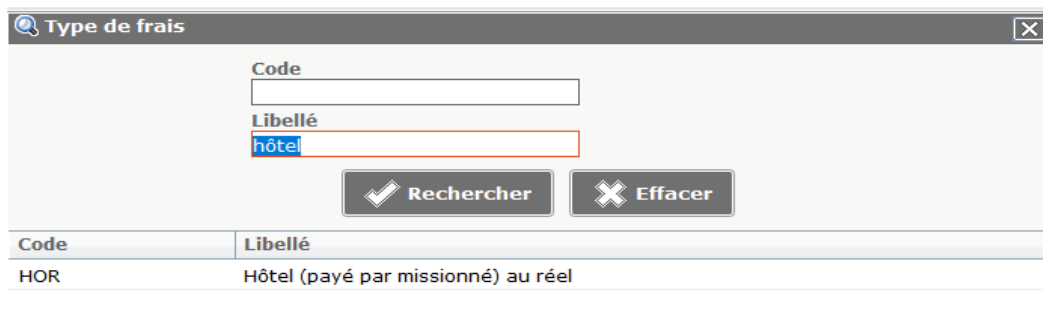 Type de frais
Code
Libellé
hôtel
Rechercher Effacer
Code Libellé
HOR Hôtel (payé par missionné) au réel